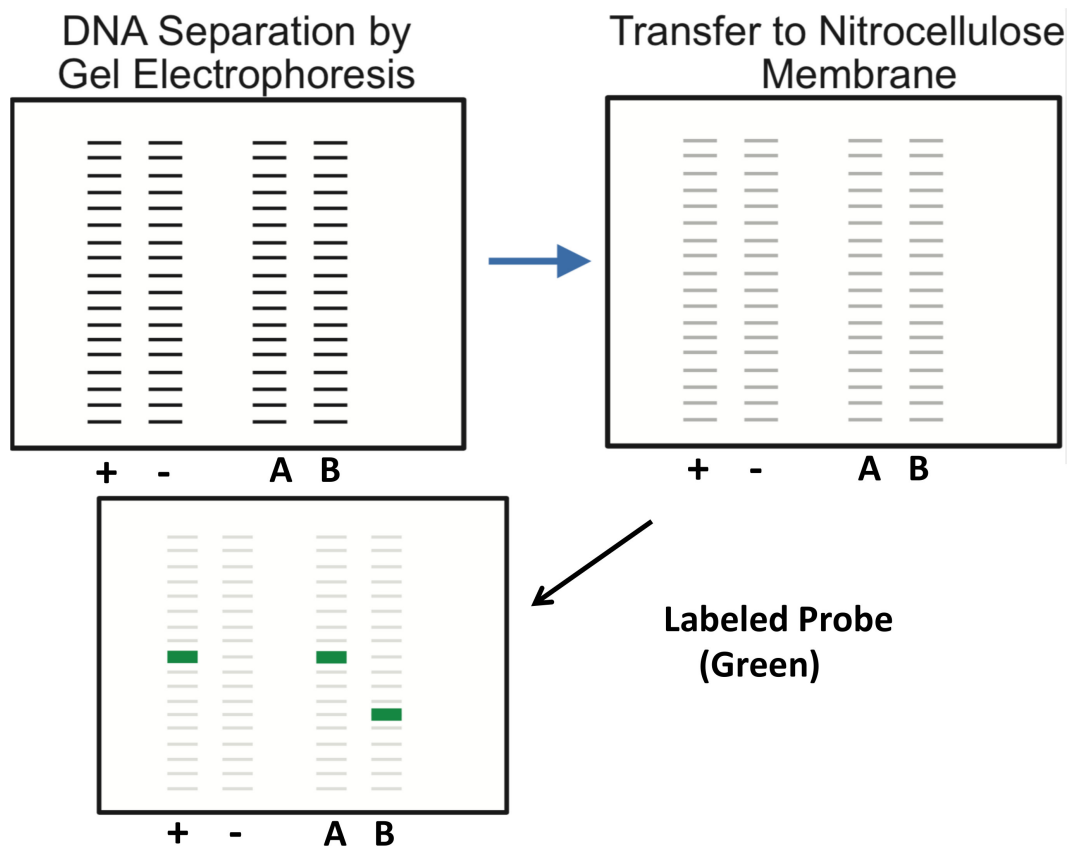 DNA Separation by
Gel Electrophoresis
Transfer to Nitrocellulose
Membrane
+ - A B
+ - A B
Labeled Probe
(Green)
+ - A B